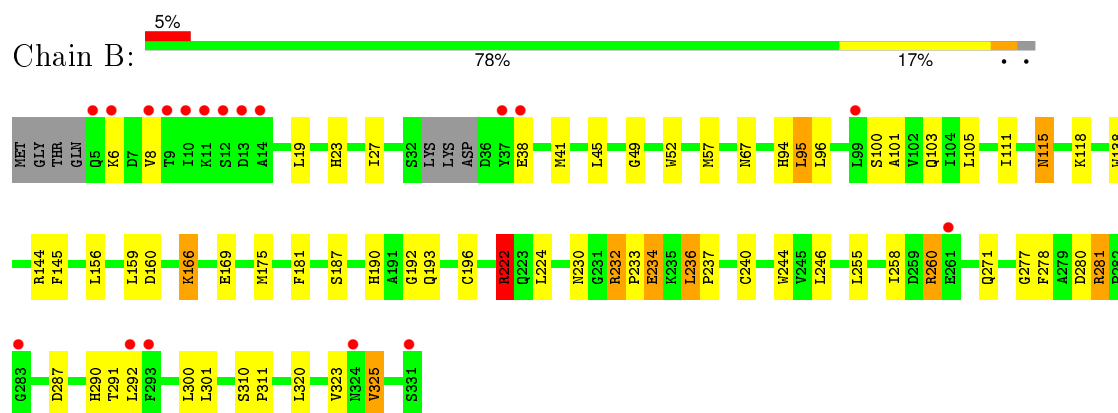 5%
Chain B:
78% 17% • •
MET GLY THR GLN Q5 K6 D7 V8 T9 I10 K11 S12 D13 A14 L19 H23 I27 S32 LYS LYS ASP D36 Y37 E38 M41 L45 G49 W52 M57 N67 H94 L95 L96 L99 S100 A101 V102 Q103 I104 L105 I111 N115 K118 W138
R144 F145 L156 L159 D160 K166 E169 M175 F181 S187 H190 A191 G192 Q193 C196 R222 Q223 L224 N230 G231 R232 P233 E234 K235 L236 P237 C240 W244 V245 L246 L255 I258 D259 R260 E261 Q271 G277 F278 A279 D280 R281
G283 D287 H290 T291 L292 F293 L300 L301 S310 P311 L320 V323 N324 V325 S331